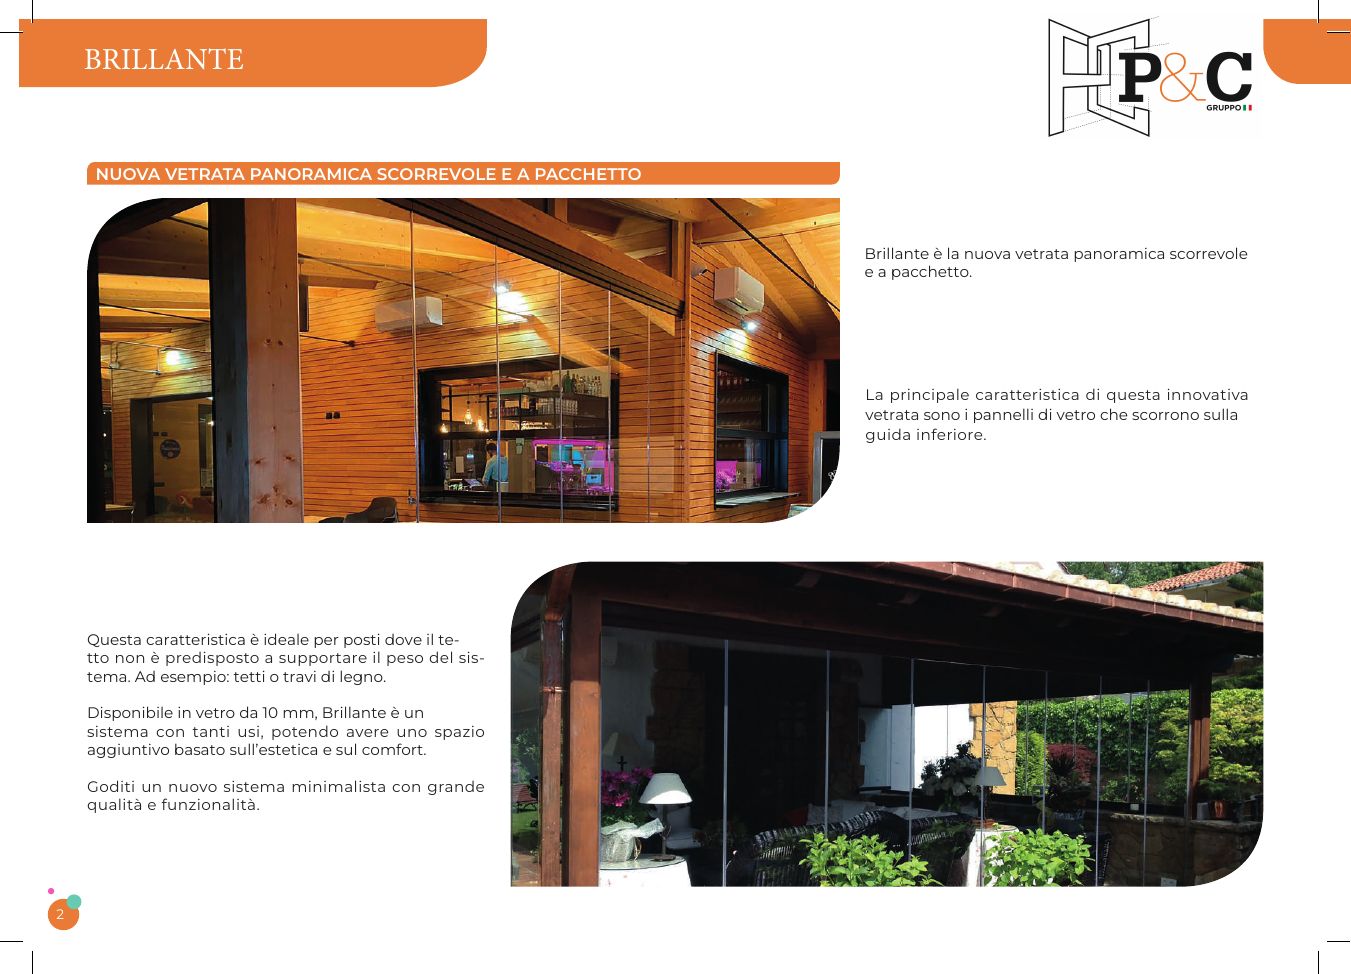 BRILLANTE
P&C
GRUPPO
NUOVA VETRATA PANORAMICA SCORREVOLE E A PACCHETTO
Brillante è la nuova vetrata panoramica scorrevole
e a pacchetto.
La principale caratteristica di questa innovativa
vetrata sono i pannelli di vetro che scorrono sulla
guida inferiore.
Questa caratteristica è ideale per posti dove il te-
tto non è predisposto a supportare il peso del sis-
tema. Ad esempio: tetti o travi di legno.
Disponibile in vetro da 10 mm, Brillante è un
sistema con tanti usi, potendo avere uno spazio
aggiuntivo basato sull’estetica e sul comfort.
Goditi un nuovo sistema minimalista con grande
qualità e funzionalità.
2